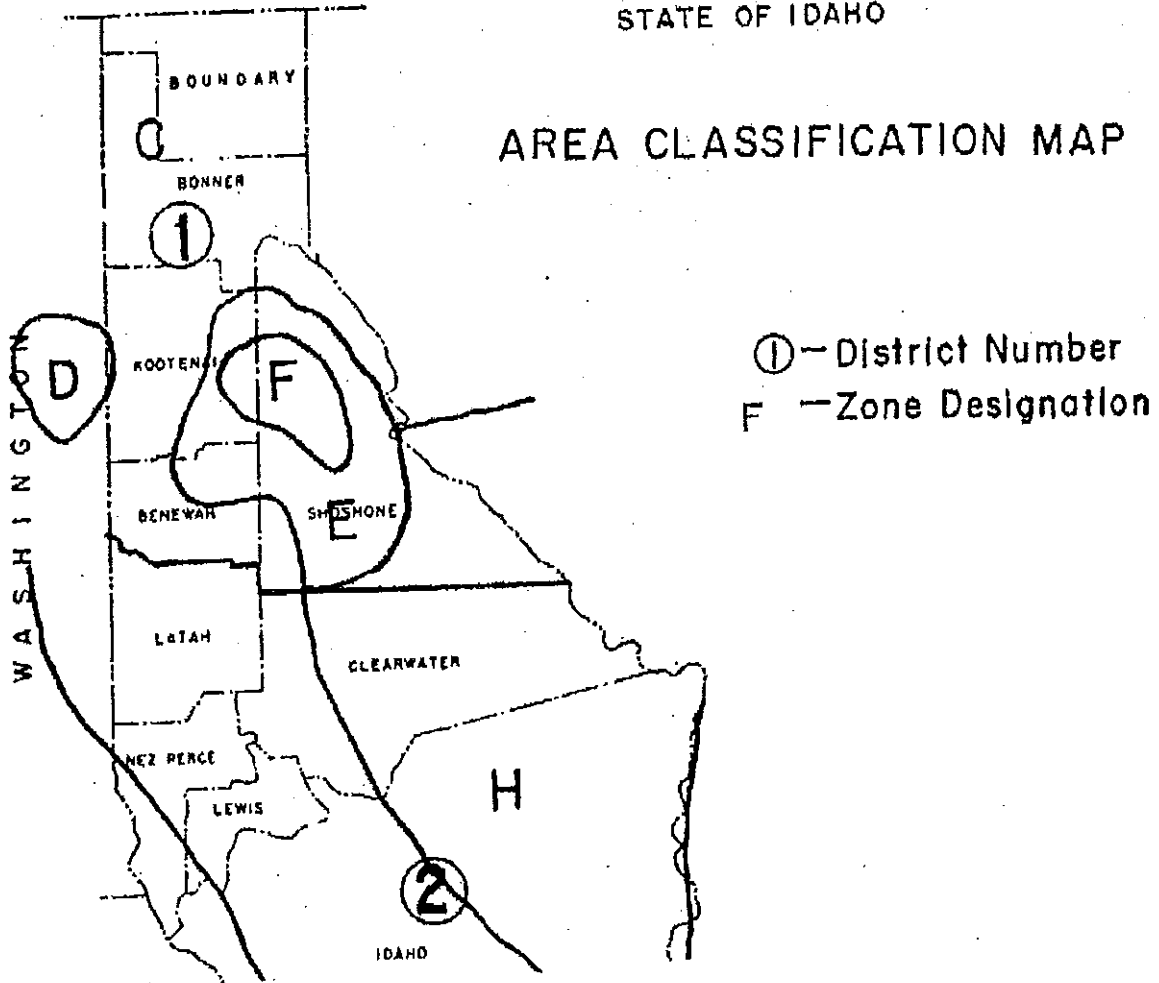 STATE OF IDAHO
AREA CLASSIFICATION MAP
BOUNDARY
C
BONNER
1
D
KOOTENAI
F
1 - District Number
F - Zone Designation
WASHINGTON
BENEWAH
SHOSHONE
E
LATAH
CLEARWATER
NEZ PERCE
LEWIS
H
2
IDAHO